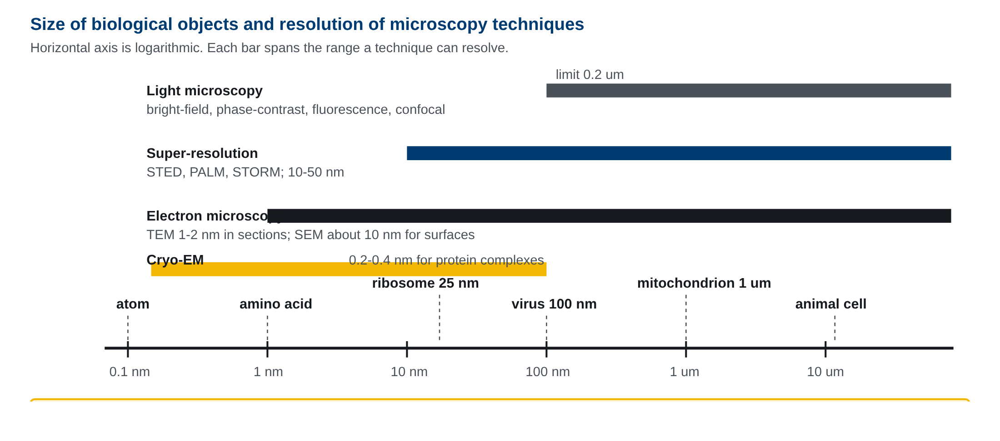 Size of biological objects and resolution of microscopy techniques
Horizontal axis is logarithmic. Each bar spans the range a technique can resolve.
limit 0.2 um
Light microscopy
bright-field, phase-contrast, fluorescence, confocal
Super-resolution
STED, PALM, STORM; 10-50 nm
Electron microscopy
TEM 1-2 nm in sections; SEM about 10 nm for surfaces
Cryo-EM 0.2-0.4 nm for protein complexes
ribosome 25 nm mitochondrion 1 um
atom amino acid virus 100 nm animal cell
0.1 nm 1 nm 10 nm 100 nm 1 um 10 um